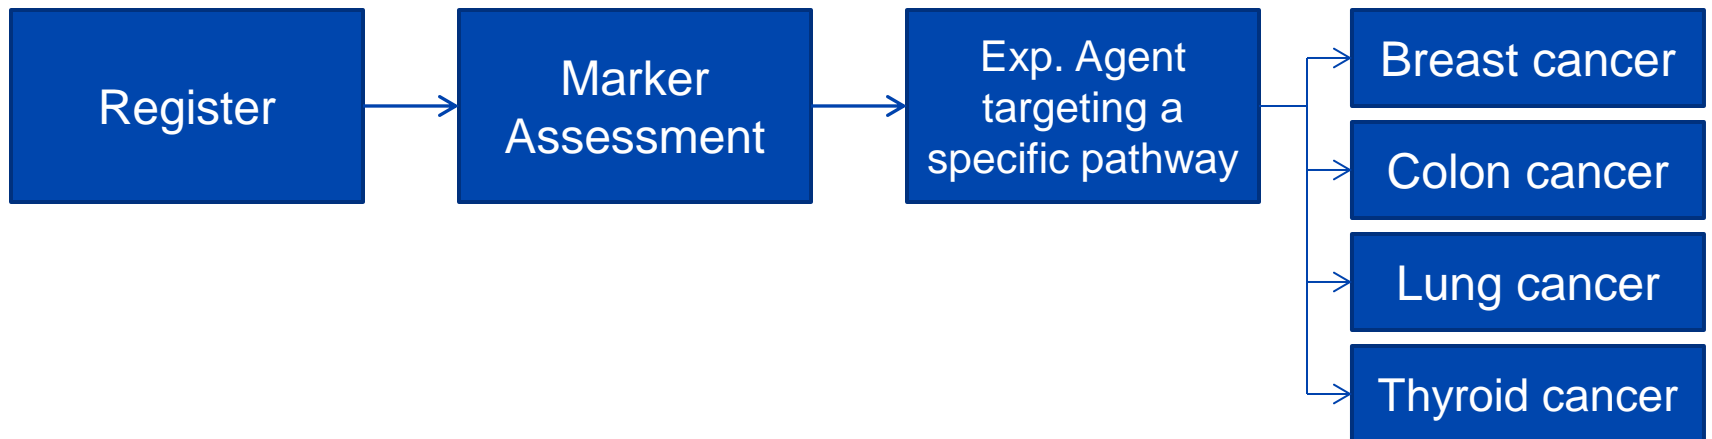 Register
Marker
Assessment
Exp. Agent
targeting a
specific pathway
Breast cancer
Colon cancer
Lung cancer
Thyroid cancer